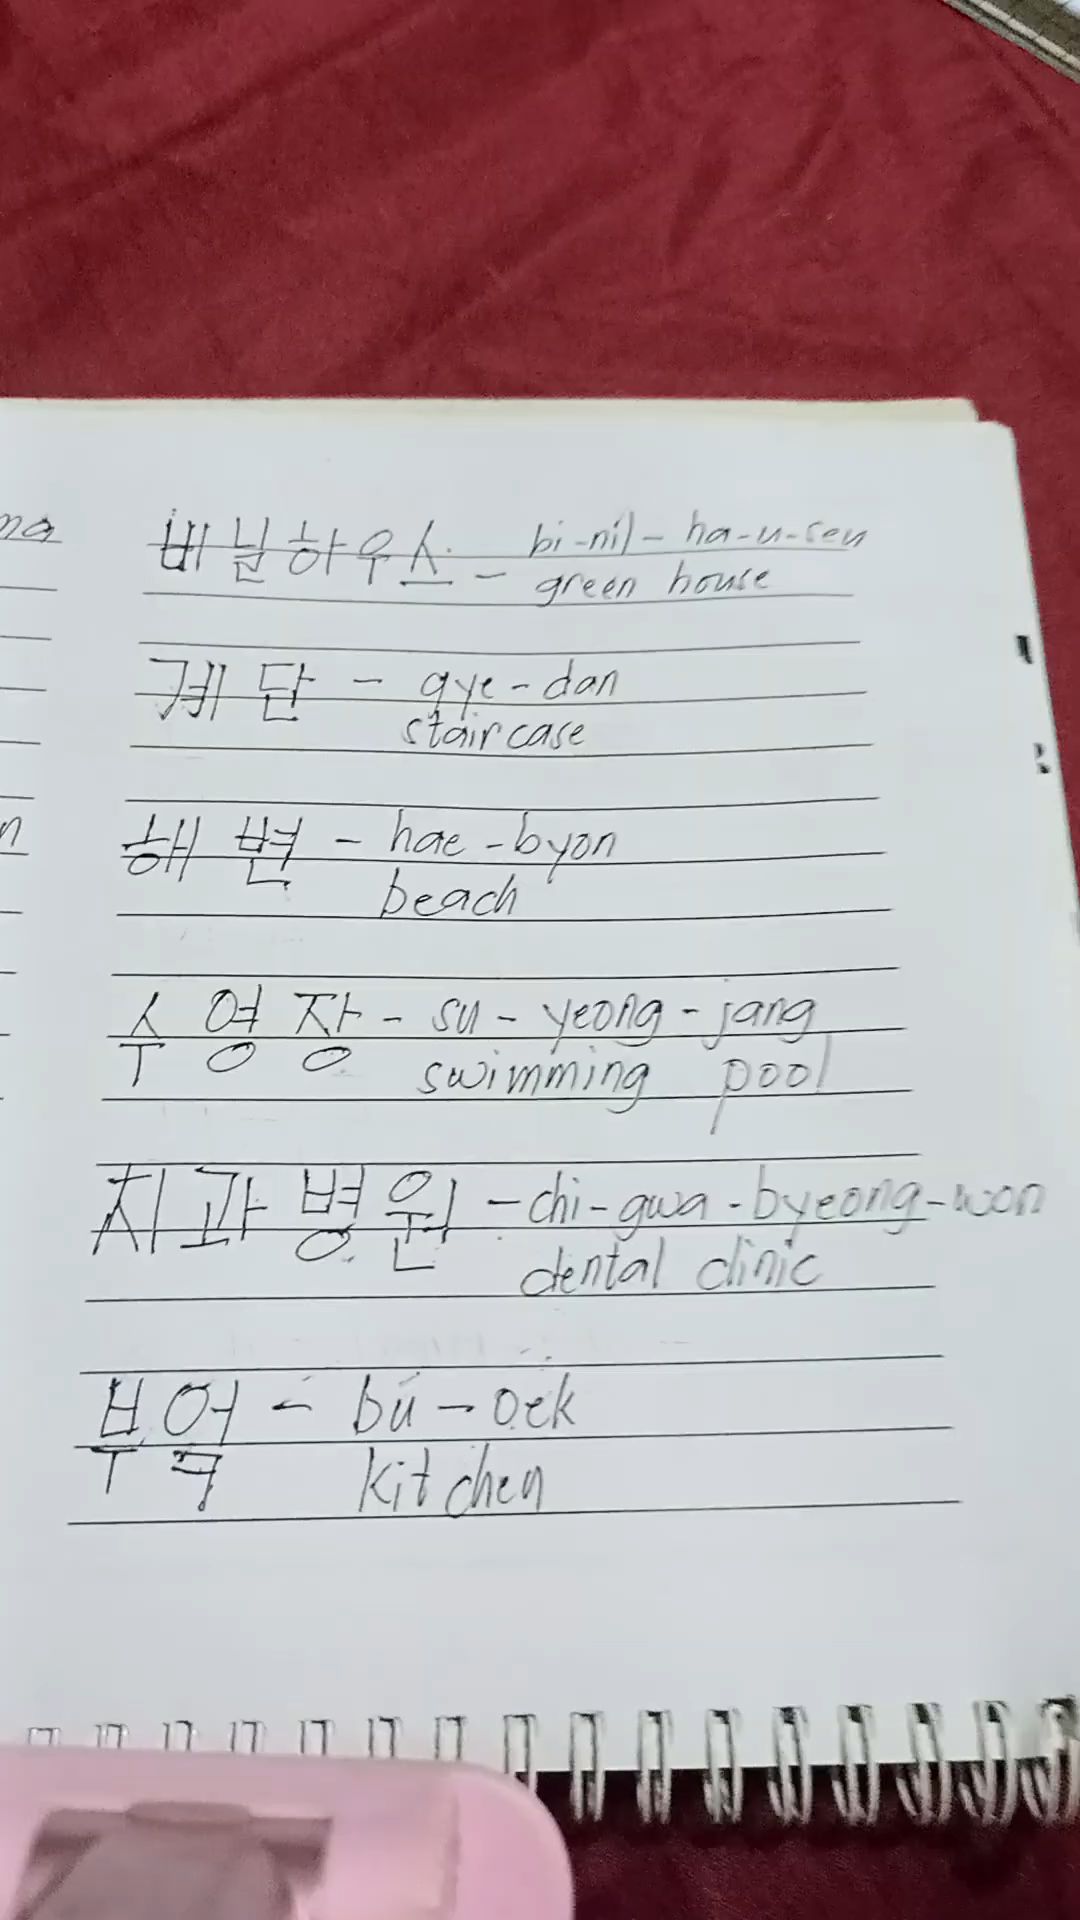 비닐하우스 - bi-nil-ha-u-seu
green house
계단 - gye-dan
staircase
해변 - hae-byon
beach
수영장 - su-yeong-jang
swimming pool
치과병원 - chi-gwa-byeong-won
dental clinic
부엌 - bu-oek
kitchen